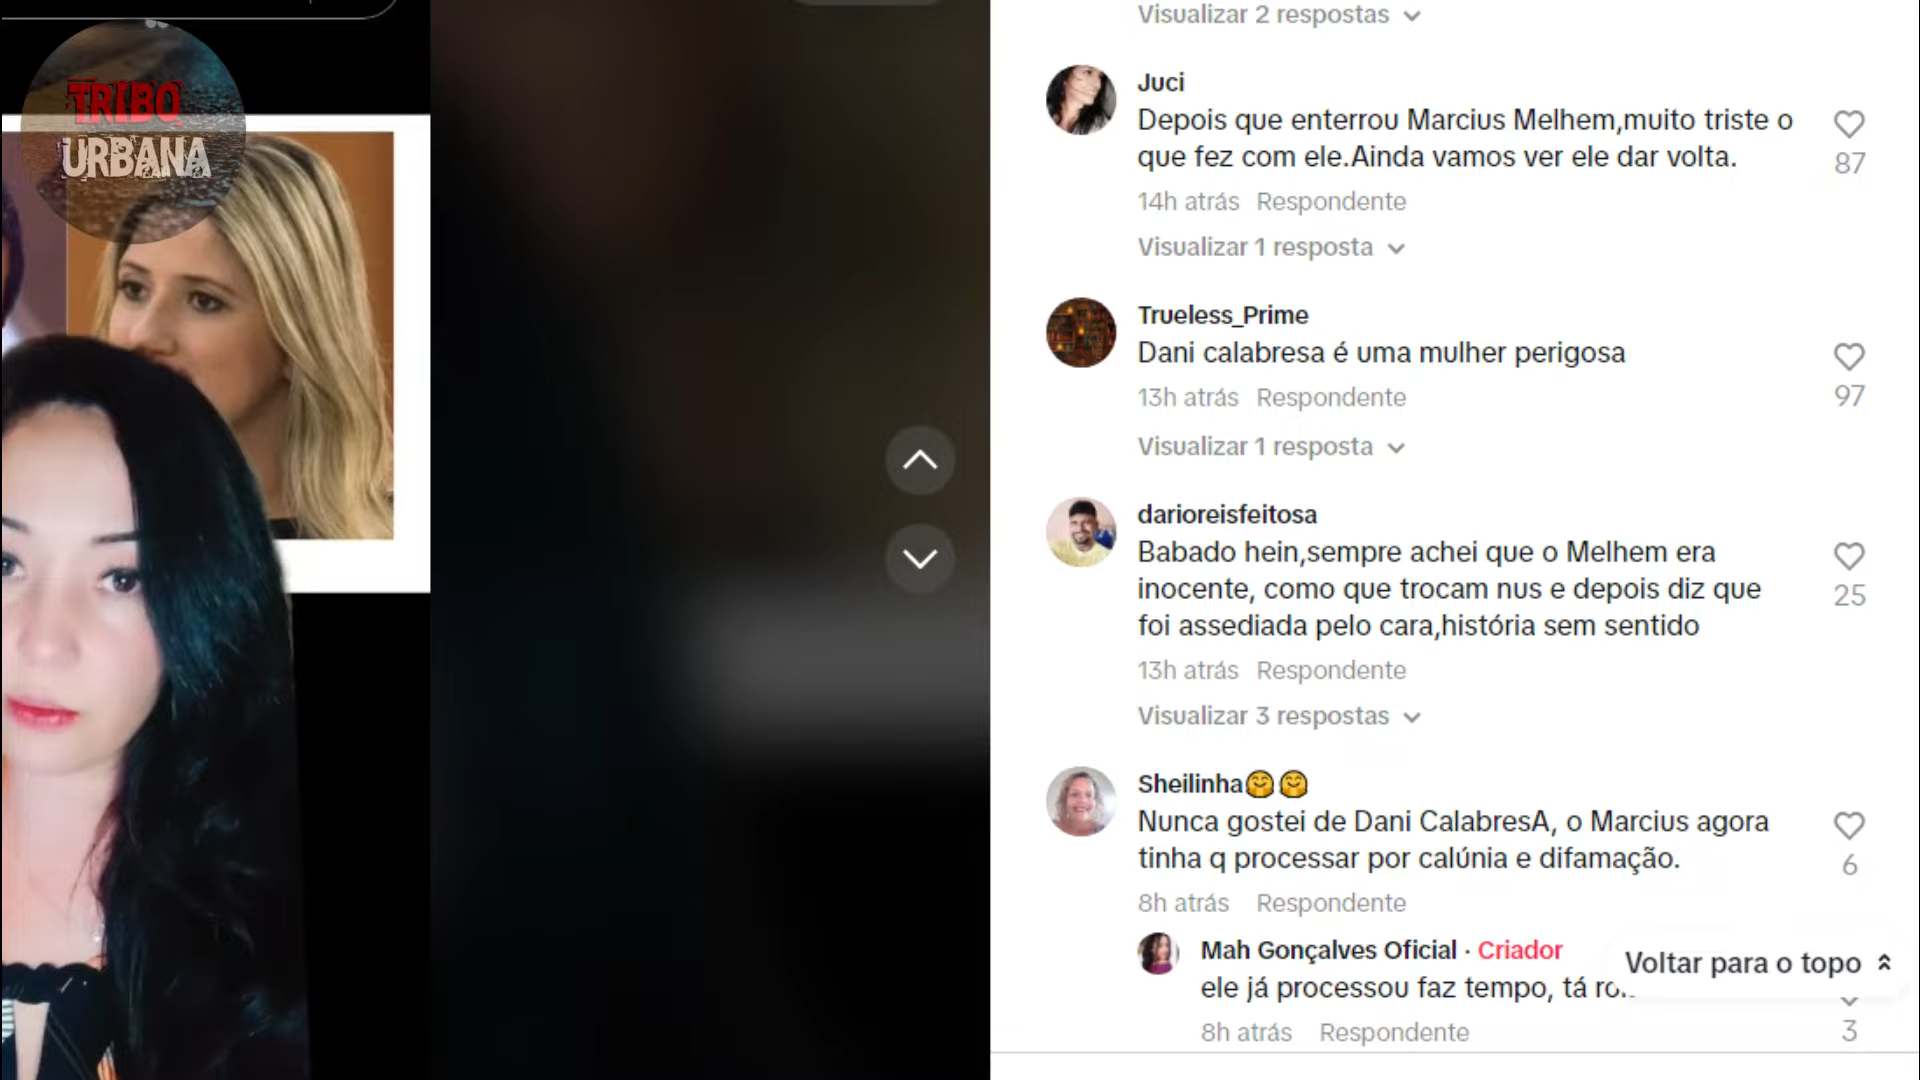 TRIBO
URBANA
Visualizar 2 respostas
Juci
Depois que enterrou Marcius Melhem,muito triste o
que fez com ele.Ainda vamos ver ele dar volta.
87
14h atrás Respondente
Visualizar 1 resposta
Trueless_Prime
Dani calabresa é uma mulher perigosa
97
13h atrás Respondente
Visualizar 1 resposta
darioreisfeitosa
Babado hein,sempre achei que o Melhem era
inocente, como que trocam nus e depois diz que
foi assediada pelo cara,história sem sentido
25
13h atrás Respondente
Visualizar 3 respostas
Sheilinha🤗🤗
Nunca gostei de Dani CalabresA, o Marcius agora
tinha q processar por calúnia e difamação.
6
8h atrás Respondente
Mah Gonçalves Oficial · Criador
Voltar para o topo
ele já processou faz tempo, tá
8h atrás Respondente
3